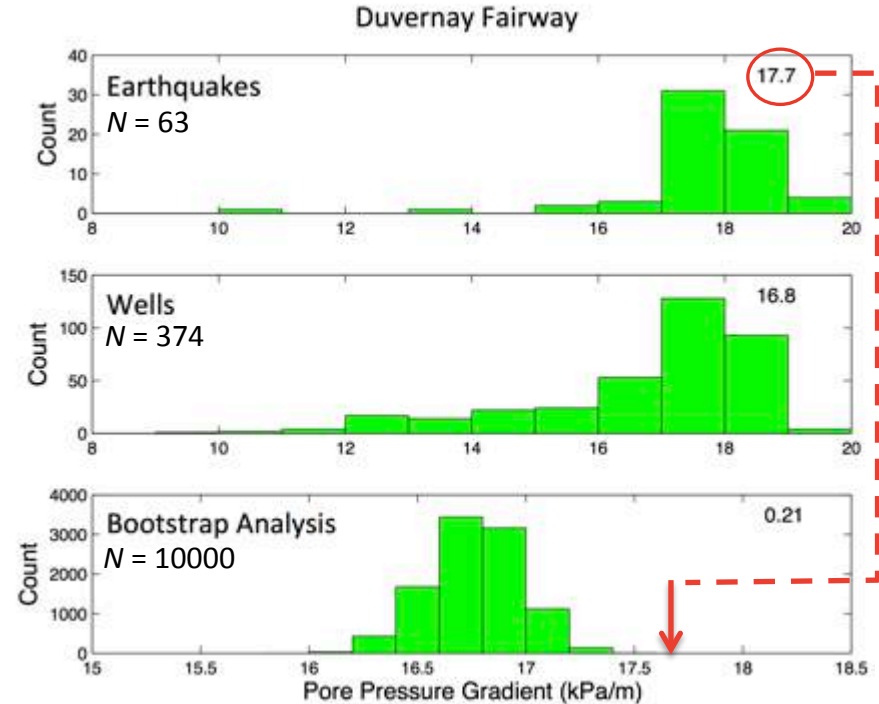 Duvernay Fairway
Earthquakes
N = 63
17.7
Count
40
30
20
10
0
8 10 12 14 16 18 20
Wells
N = 374
16.8
Count
150
100
50
0
8 10 12 14 16 18 20
Bootstrap Analysis
N = 10000
0.21
Count
4000
3000
2000
1000
0
15 15.5 16 16.5 17 17.5 18 18.5
Pore Pressure Gradient (kPa/m)